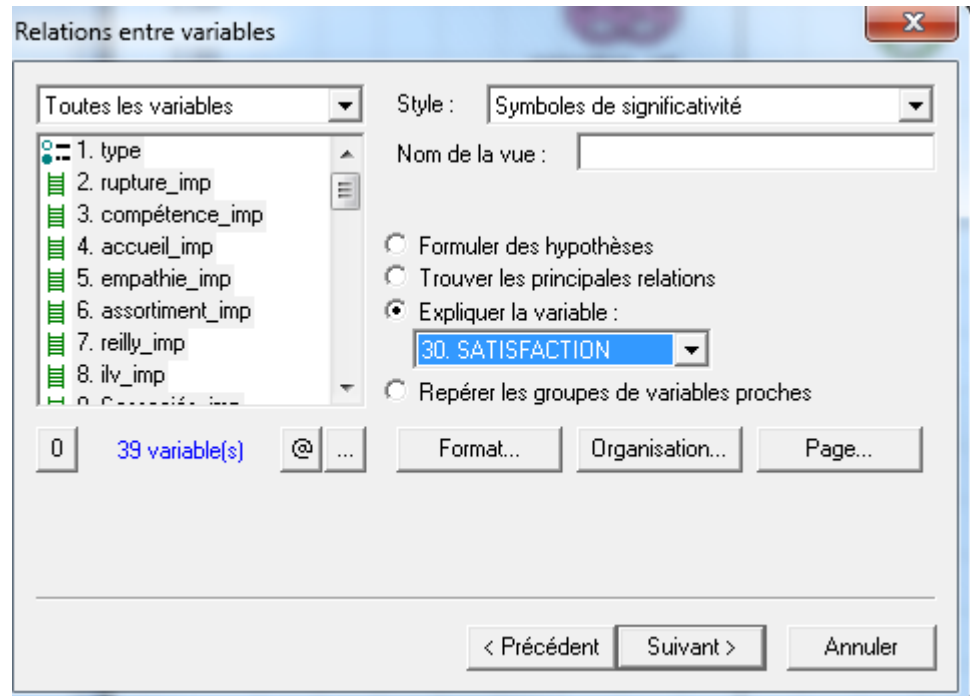 Relations entre variables
Toutes les variables
1. type
2. rupture_imp
3. compétence_imp
4. accueil_imp
5. empathie_imp
6. assortiment_imp
7. reilly_imp
8. ilv_imp
0
39 variable(s)
@
...
Style :
Symboles de significativité
Nom de la vue :
Formuler des hypothèses
Trouver les principales relations
Expliquer la variable :
30. SATISFACTION
Repérer les groupes de variables proches
Format...
Organisation...
Page...
< Précédent
Suivant >
Annuler